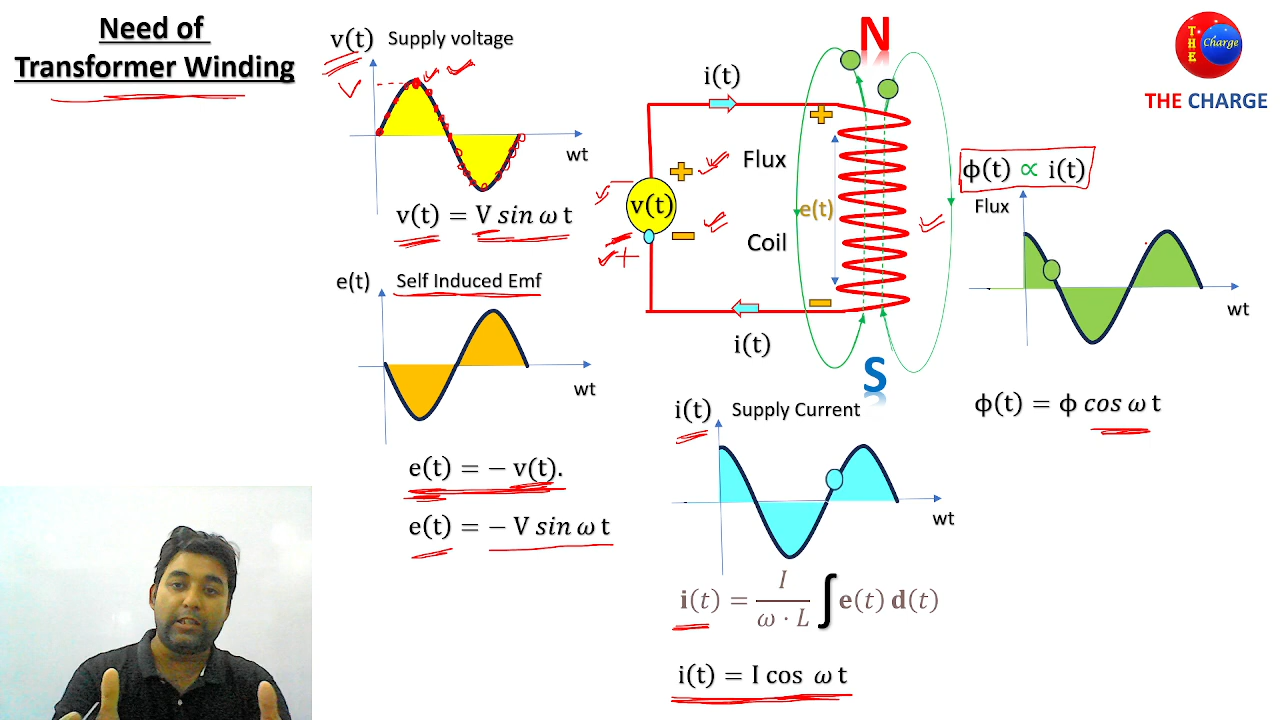 Need of
Transformer Winding
v(t) Supply voltage
V
wt
v(t) = V sin ω t
e(t) Self Induced Emf
wt
e(t) = − v(t).
e(t) = − V sin ω t
N
i(t)
+
Flux
+
−
v(t)
e(t)
−
Coil
+
−
i(t)
S
i(t) Supply Current
wt
i(t) = I / ω · L ∫ e(t) d(t)
i(t) = I cos ω t
THE Charge
THE CHARGE
ϕ(t) ∝ i(t)
Flux
wt
ϕ(t) = ϕ cos ω t